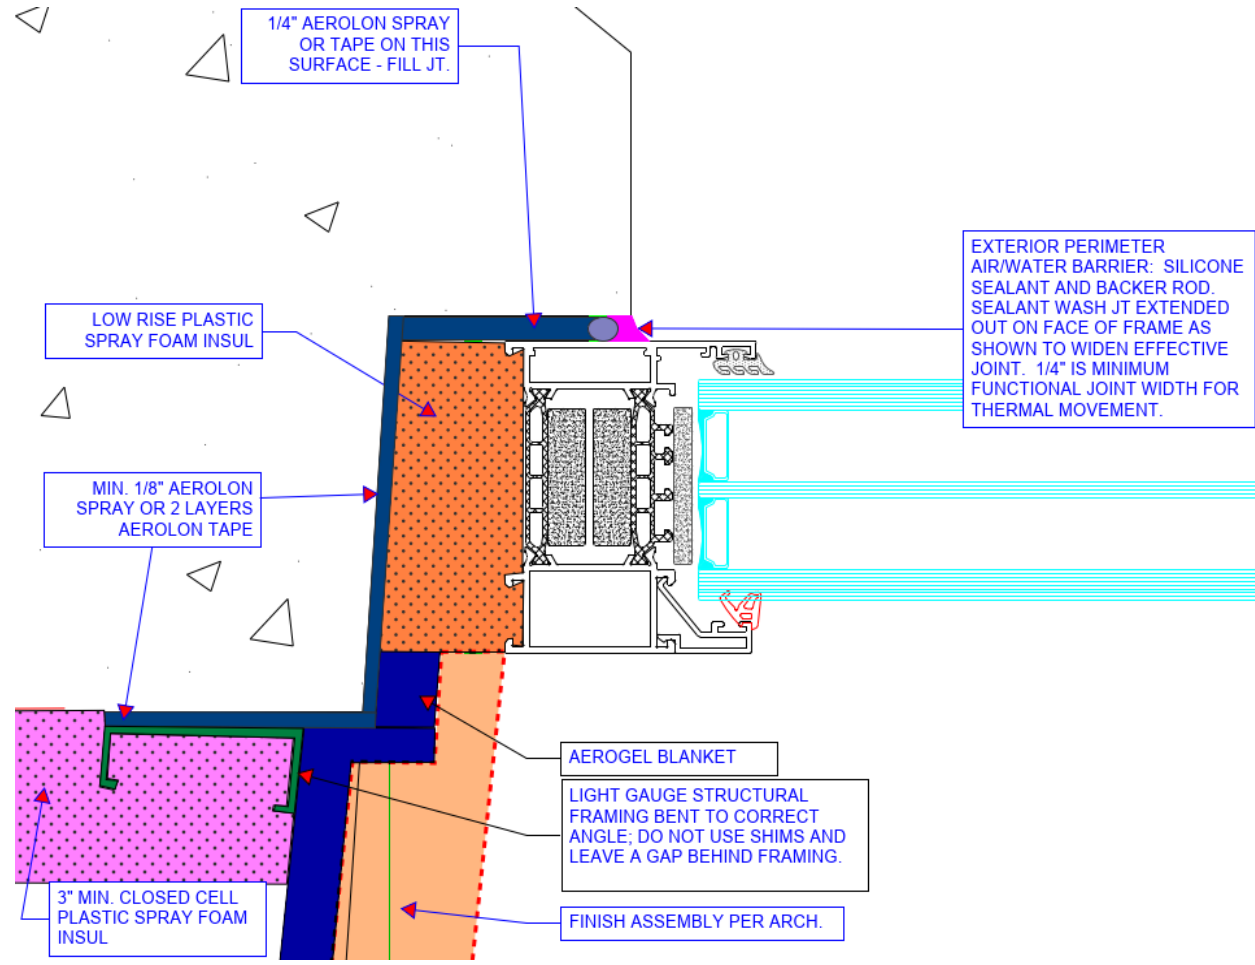 1/4" AEROLON SPRAY
OR TAPE ON THIS
SURFACE - FILL JT.
EXTERIOR PERIMETER
AIR/WATER BARRIER:  SILICONE
SEALANT AND BACKER ROD.
SEALANT WASH JT EXTENDED
OUT ON FACE OF FRAME AS
SHOWN TO WIDEN EFFECTIVE
JOINT.  1/4" IS MINIMUM
FUNCTIONAL JOINT WIDTH FOR
THERMAL MOVEMENT.
LOW RISE PLASTIC
SPRAY FOAM INSUL
MIN. 1/8" AEROLON
SPRAY OR 2 LAYERS
AEROLON TAPE
AEROGEL BLANKET
LIGHT GAUGE STRUCTURAL
FRAMING BENT TO CORRECT
ANGLE; DO NOT USE SHIMS AND
LEAVE A GAP BEHIND FRAMING.
3" MIN. CLOSED CELL
PLASTIC SPRAY FOAM
INSUL
FINISH ASSEMBLY PER ARCH.